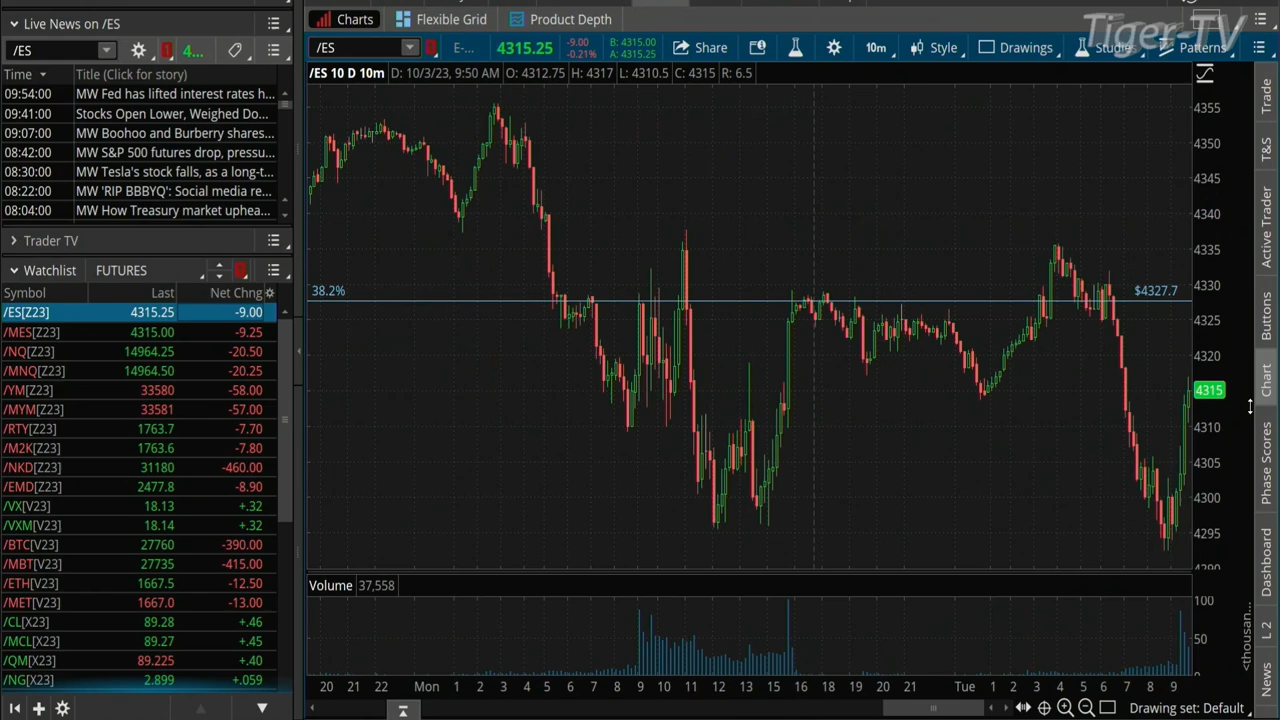 Live News on /ES
/ES
4...
Time Title (Click for story)
09:54:00 MW Fed has lifted interest rates h...
09:41:00 Stocks Open Lower, Weighed Do...
09:07:00 MW Boohoo and Burberry shares...
08:42:00 MW S&P 500 futures drop, pressu...
08:30:00 MW Tesla's stock falls, as a long-t...
08:22:00 MW 'RIP BBBYQ': Social media re...
08:04:00 MW How Treasury market uphea...
Trader TV
Watchlist FUTURES
Symbol Last Net Chng
/ES[Z23] 4315.25 -9.00
/MES[Z23] 4315.00 -9.25
/NQ[Z23] 14964.25 -20.50
/MNQ[Z23] 14964.50 -20.25
/YM[Z23] 33580 -58.00
/MYM[Z23] 33581 -57.00
/RTY[Z23] 1763.7 -7.70
/M2K[Z23] 1763.6 -7.80
/NKD[Z23] 31180 -460.00
/EMD[Z23] 2477.8 -8.90
/VX[V23] 18.13 +.32
/VXM[V23] 18.14 +.32
/BTC[V23] 27760 -390.00
/MBT[V23] 27735 -415.00
/ETH[V23] 1667.5 -12.50
/MET[V23] 1667.0 -13.00
/CL[X23] 89.28 +.46
/MCL[X23] 89.27 +.45
/QM[X23] 89.225 +.40
/NG[X23] 2.899 +.059
Charts Flexible Grid Product Depth
Tiger-TV
/ES E-... 4315.25 -9.00 -0.21% B: 4315.00 A: 4315.25 Share 10m Style Drawings Studies Patterns
/ES 10 D 10m D: 10/3/23, 9:50 AM O: 4312.75 H: 4317 L: 4310.5 C: 4315 R: 6.5
4355
4350
4345
4340
4335
4330
38.2% $4327.7
4325
4320
4315
4310
4305
4300
4295
4290
Volume 37,558
100
50
<thousan...
20 21 22 Mon 1 2 3 4 5 6 7 8 9 10 11 12 13 15 16 18 19 20 21 Tue 1 2 3 4 5 6 7 8 9
Drawing set: Default
Trade
T&S
Active Trader
Buttons
Chart
Phase Scores
Dashboard
L 2
News